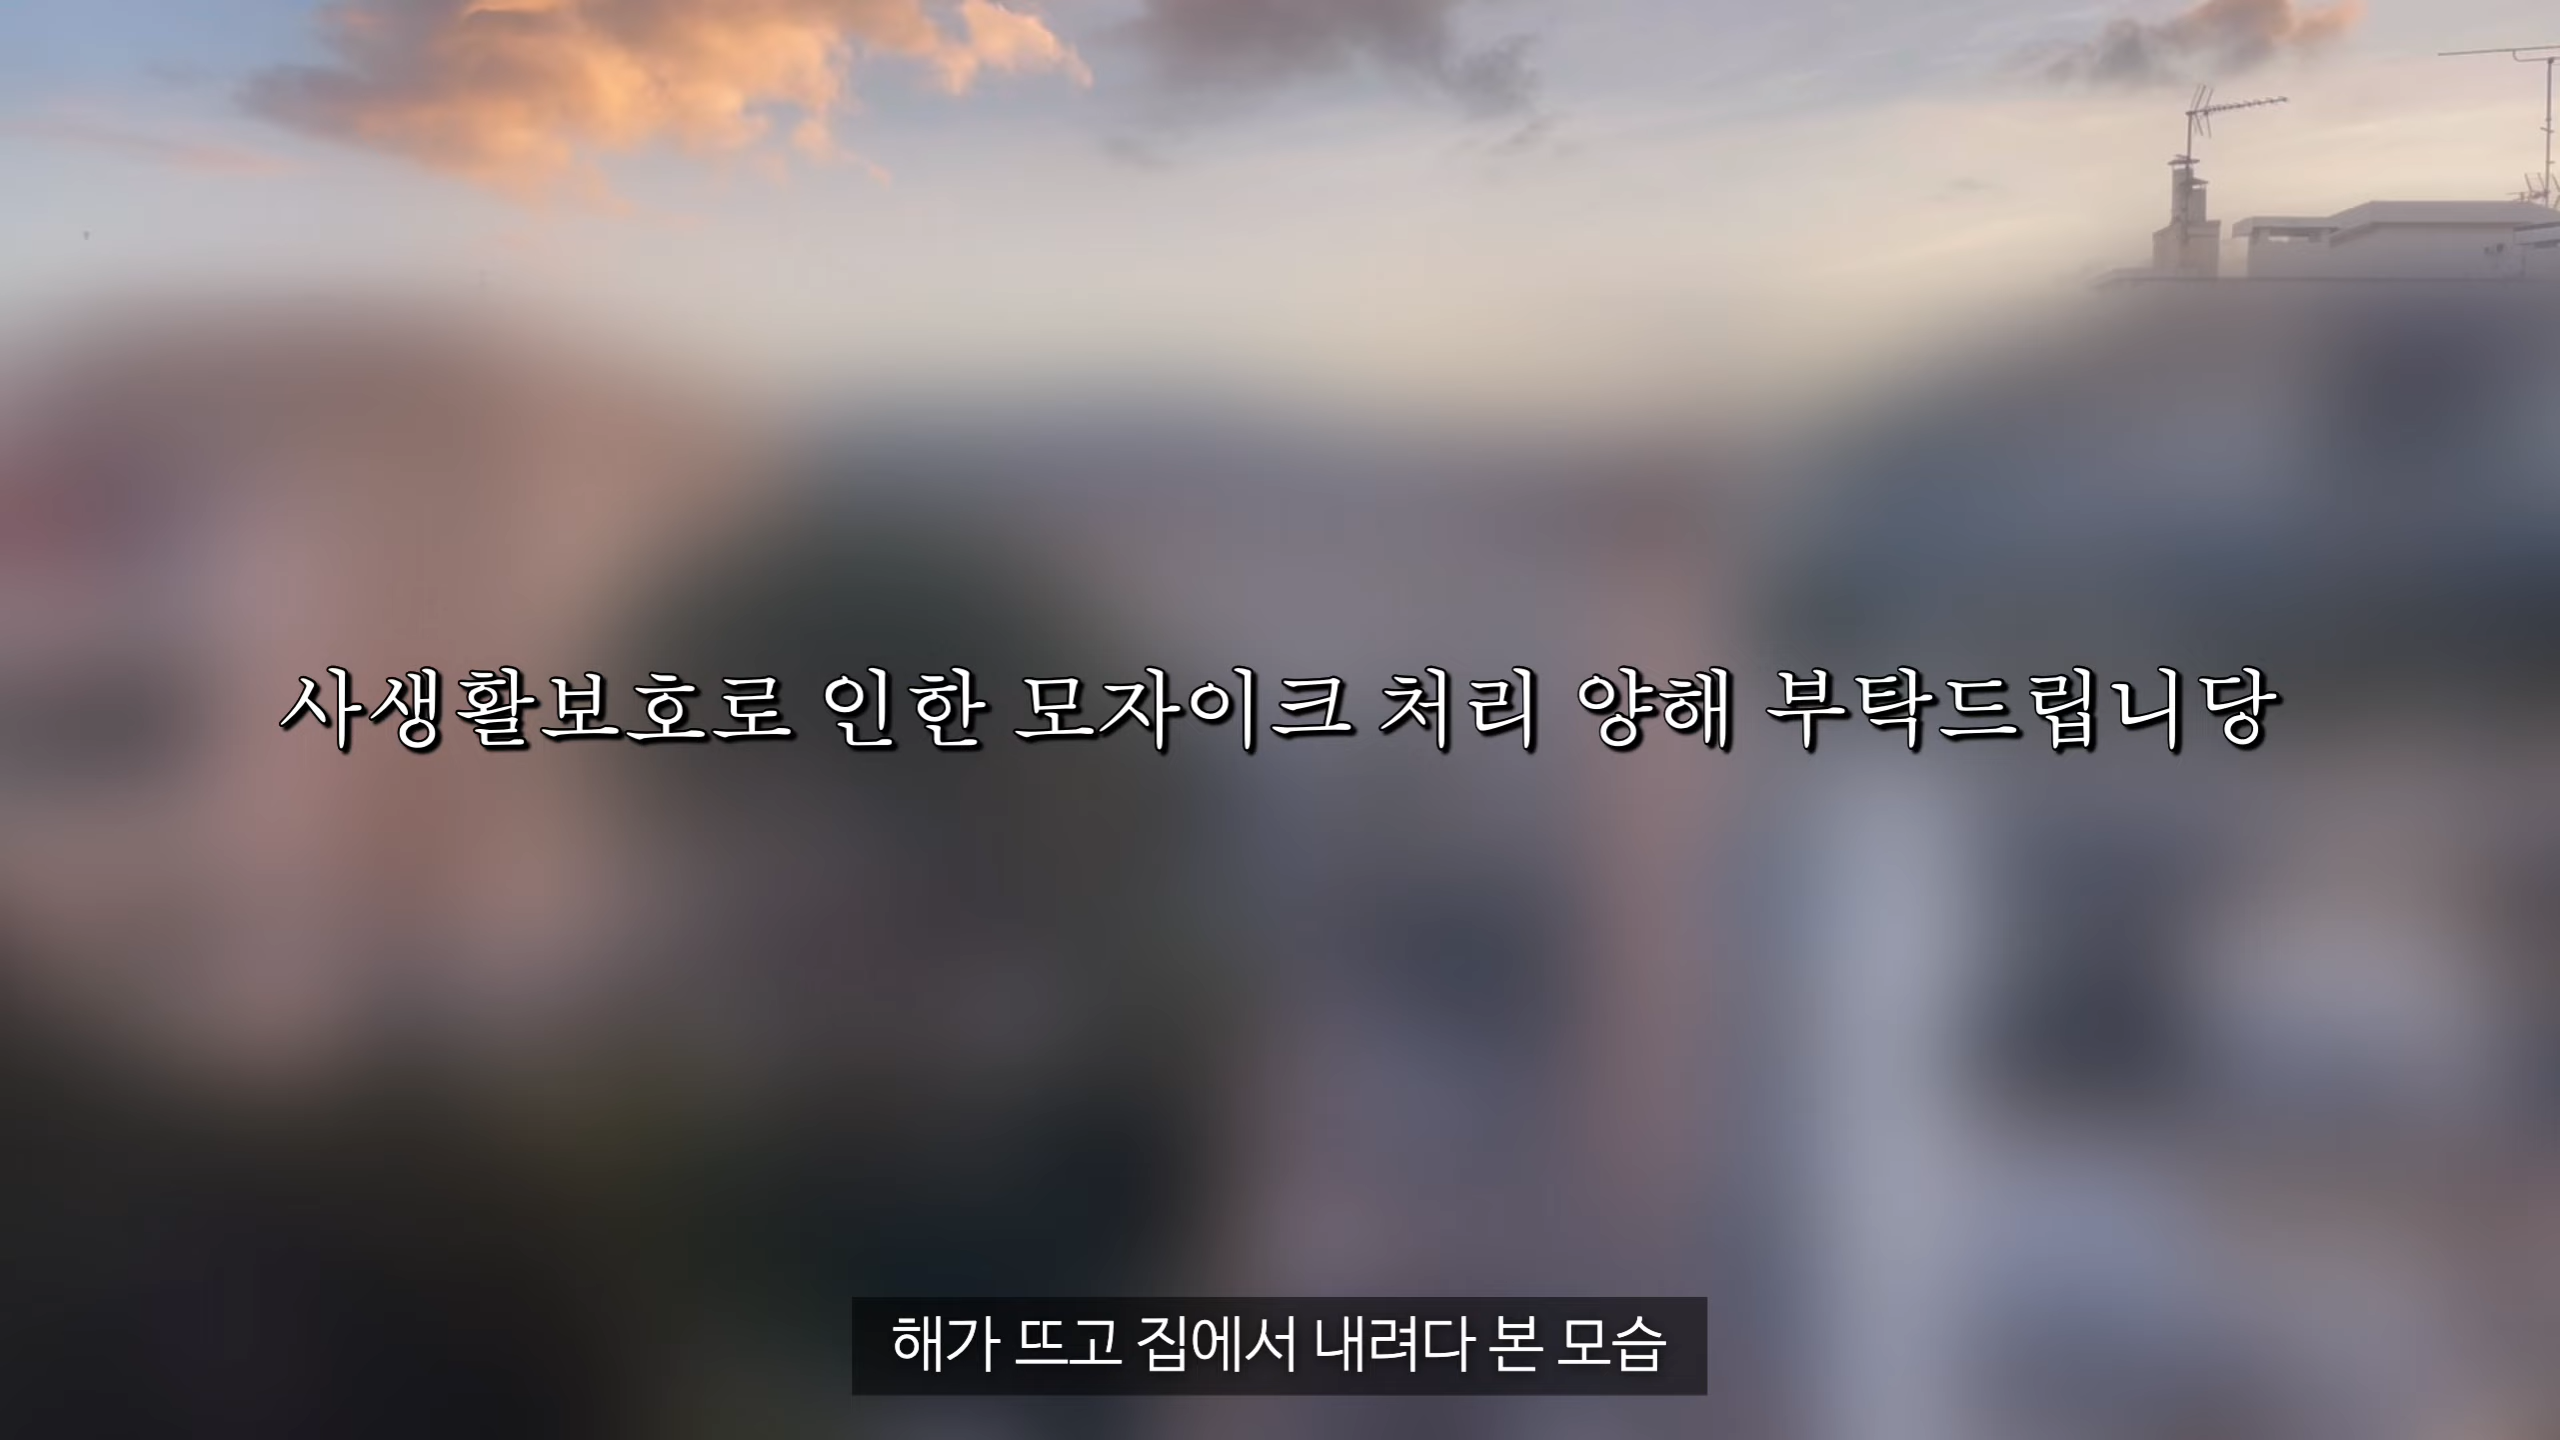 사생활보호로 인한 모자이크 처리 양해 부탁드립니당
해가 뜨고 집에서 내려다 본 모습